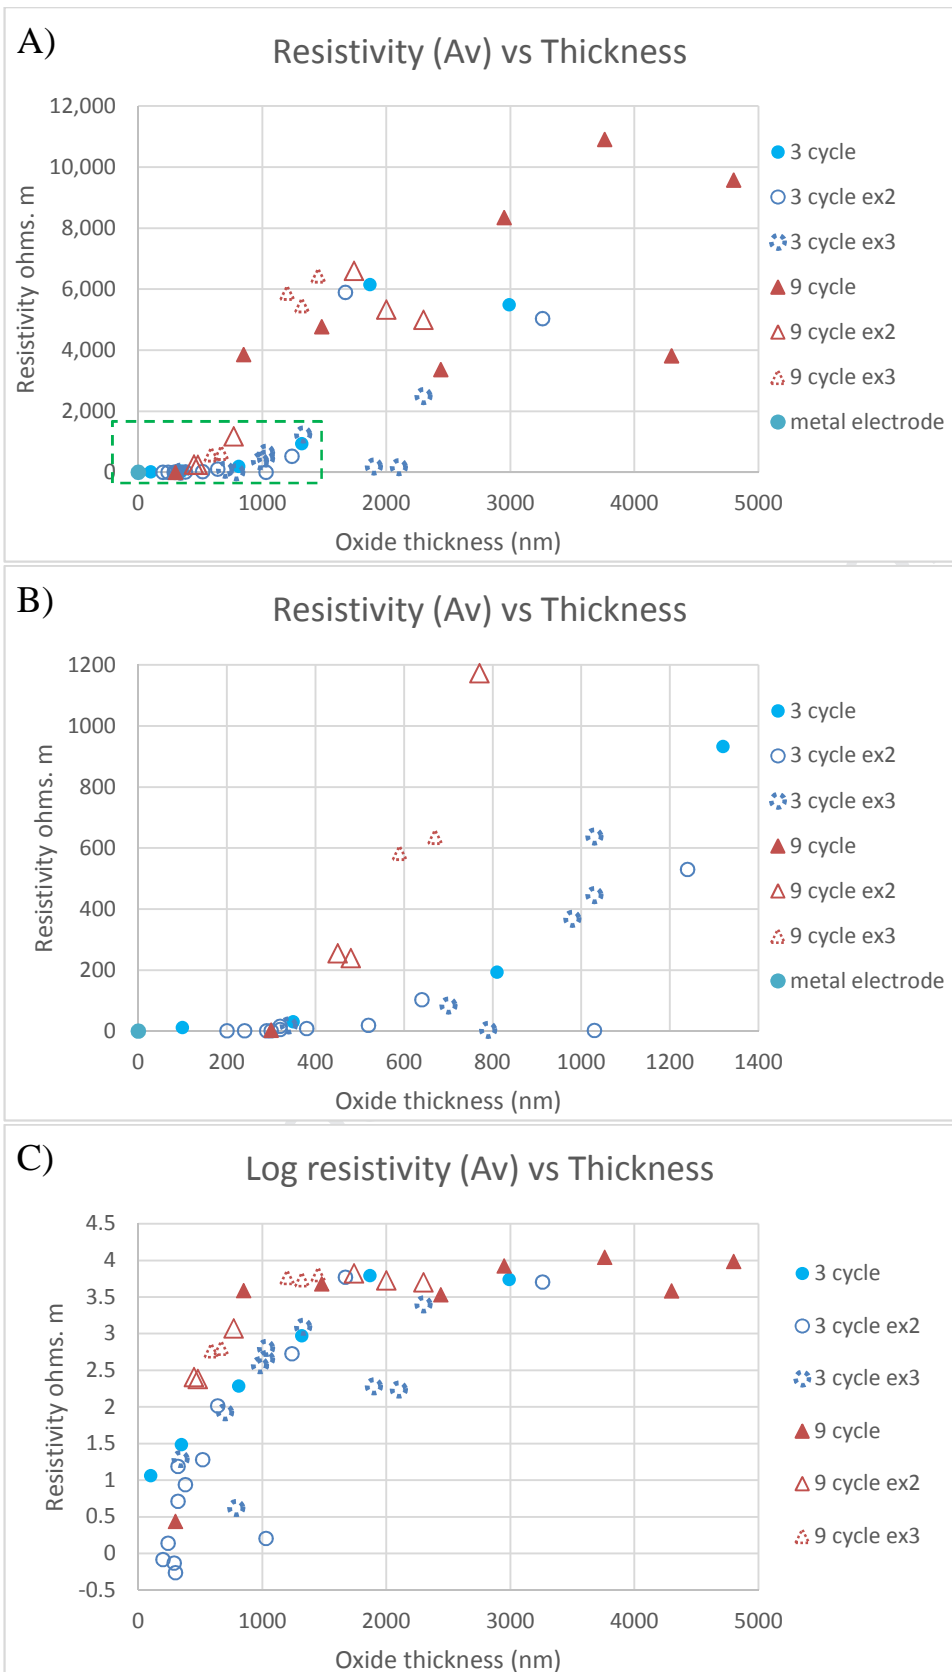 A)
Resistivity (Av) vs Thickness
12,000
10,000
8,000
6,000
4,000
2,000
0
Resistivity ohms. m
0 1000 2000 3000 4000 5000
Oxide thickness (nm)
3 cycle
3 cycle ex2
3 cycle ex3
9 cycle
9 cycle ex2
9 cycle ex3
metal electrode
B)
Resistivity (Av) vs Thickness
1200
1000
800
600
400
200
0
Resistivity ohms. m
0 200 400 600 800 1000 1200 1400
Oxide thickness (nm)
3 cycle
3 cycle ex2
3 cycle ex3
9 cycle
9 cycle ex2
9 cycle ex3
metal electrode
C)
Log resistivity (Av) vs Thickness
4.5
4
3.5
3
2.5
2
1.5
1
0.5
0
-0.5
Resistivity ohms. m
0 1000 2000 3000 4000 5000
Oxide thickness (nm)
3 cycle
3 cycle ex2
3 cycle ex3
9 cycle
9 cycle ex2
9 cycle ex3